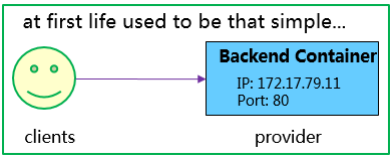 at first life used to be that simple...
Backend Container
IP: 172.17.79.11
Port: 80
clients
provider